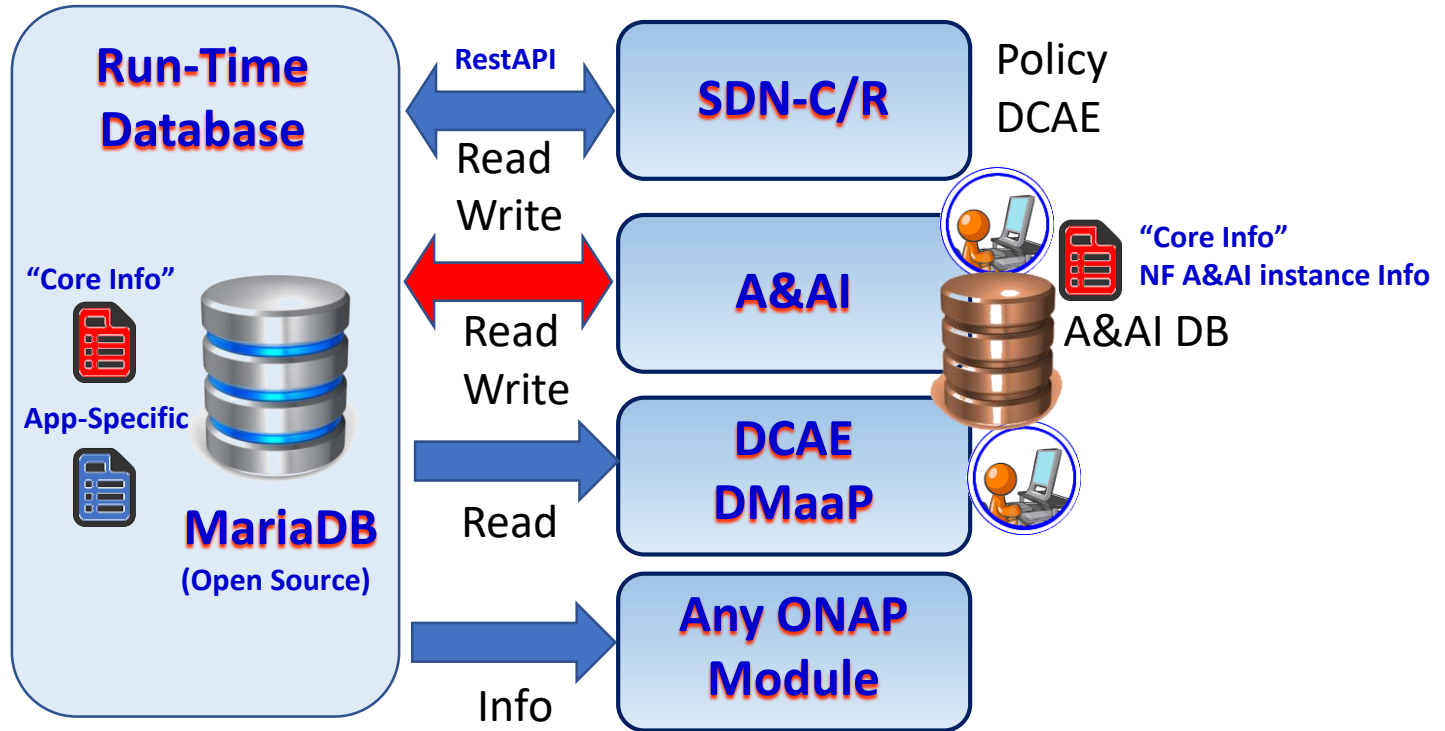 Run-Time
Database
“Core Info”
App-Specific
MariaDB
(Open Source)
RestAPI
Read
Write
Read
Write
Read
Info
SDN-C/R
Policy
DCAE
A&AI
“Core Info”
NF A&AI instance Info
A&AI DB
DCAE
DMaaP
Any ONAP
Module